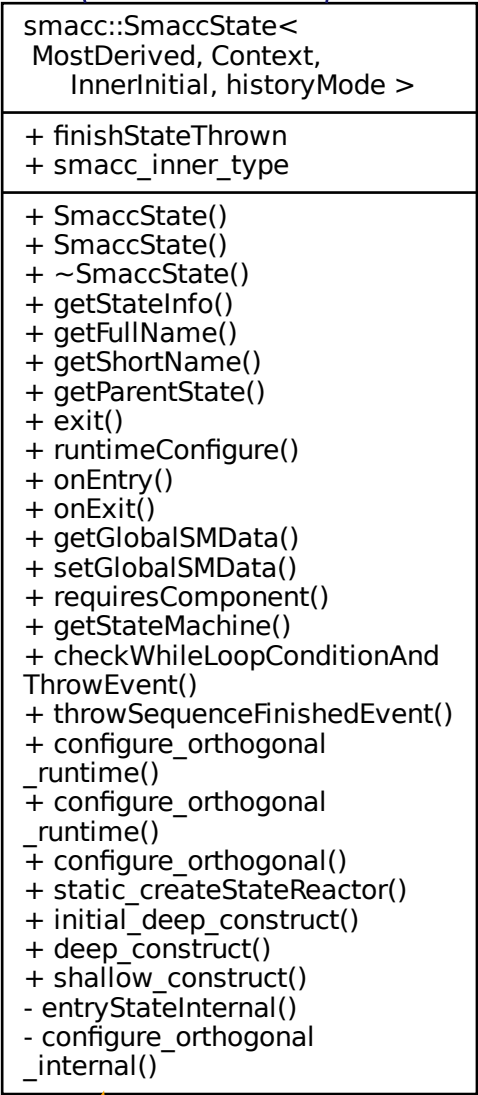 smacc::SmaccState<
MostDerived, Context,
InnerInitial, historyMode >
+ finishStateThrown
+ smacc_inner_type
+ SmaccState()
+ SmaccState()
+ ~SmaccState()
+ getStateInfo()
+ getFullName()
+ getShortName()
+ getParentState()
+ exit()
+ runtimeConfigure()
+ onEntry()
+ onExit()
+ getGlobalSMData()
+ setGlobalSMData()
+ requiresComponent()
+ getStateMachine()
+ checkWhileLoopConditionAnd
ThrowEvent()
+ throwSequenceFinishedEvent()
+ configure_orthogonal
_runtime()
+ configure_orthogonal
_runtime()
+ configure_orthogonal()
+ static_createStateReactor()
+ initial_deep_construct()
+ deep_construct()
+ shallow_construct()
- entryStateInternal()
- configure_orthogonal
_internal()